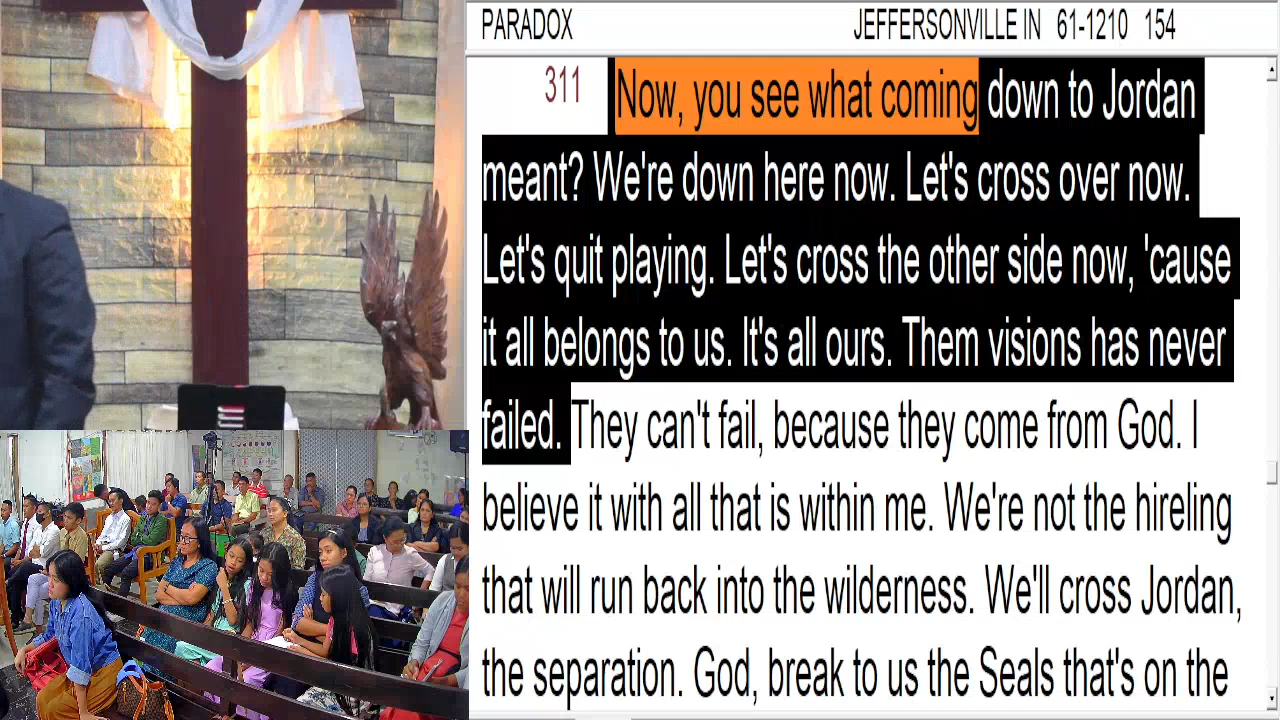 PARADOX JEFFERSONVILLE IN 61-1210 154
311 Now, you see what coming down to Jordan
meant? We're down here now. Let's cross over now.
Let's quit playing. Let's cross the other side now, 'cause
it all belongs to us. It's all ours. Them visions has never
failed. They can't fail, because they come from God. I
believe it with all that is within me. We're not the hireling
that will run back into the wilderness. We'll cross Jordan,
the separation. God, break to us the Seals that's on the